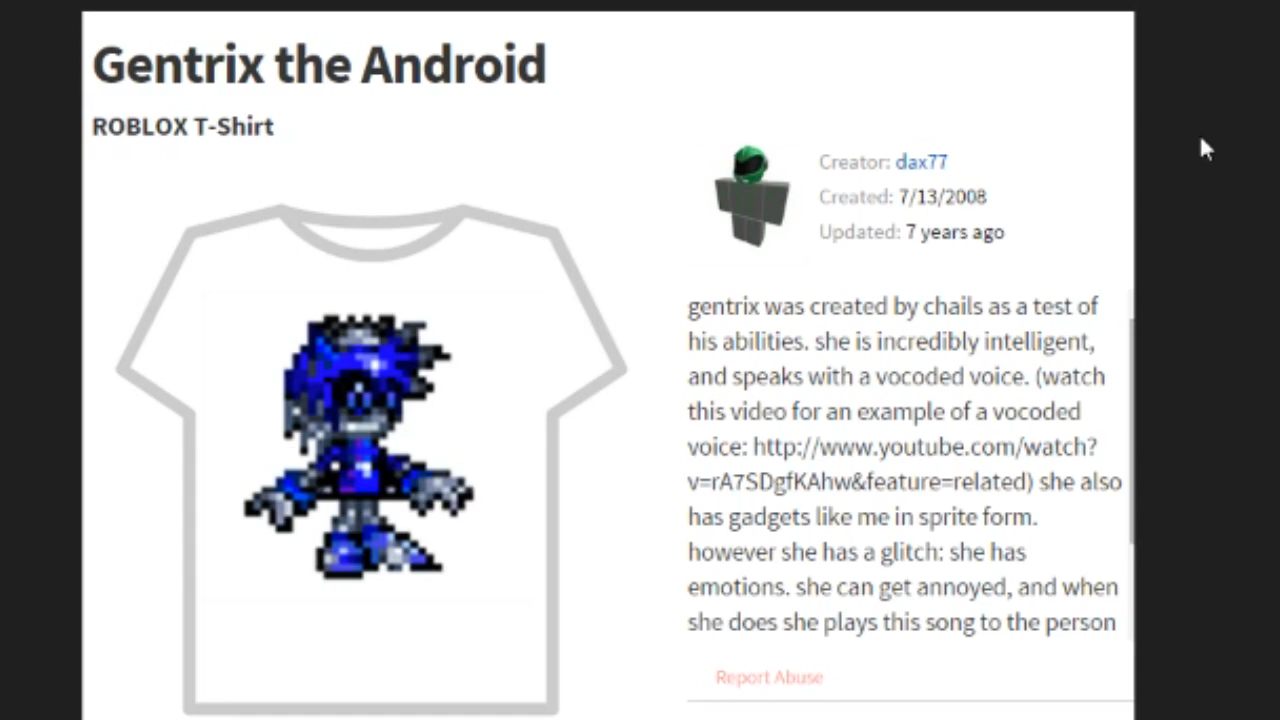 Gentrix the Android
ROBLOX T-Shirt
Creator: dax77
Created: 7/13/2008
Updated: 7 years ago
gentrix was created by chails as a test of
his abilities. she is incredibly intelligent,
and speaks with a vocoded voice. (watch
this video for an example of a vocoded
voice: http://www.youtube.com/watch?
v=rA7SDgfKAhw&feature=related) she also
has gadgets like me in sprite form.
however she has a glitch: she has
emotions. she can get annoyed, and when
she does she plays this song to the person
Report Abuse